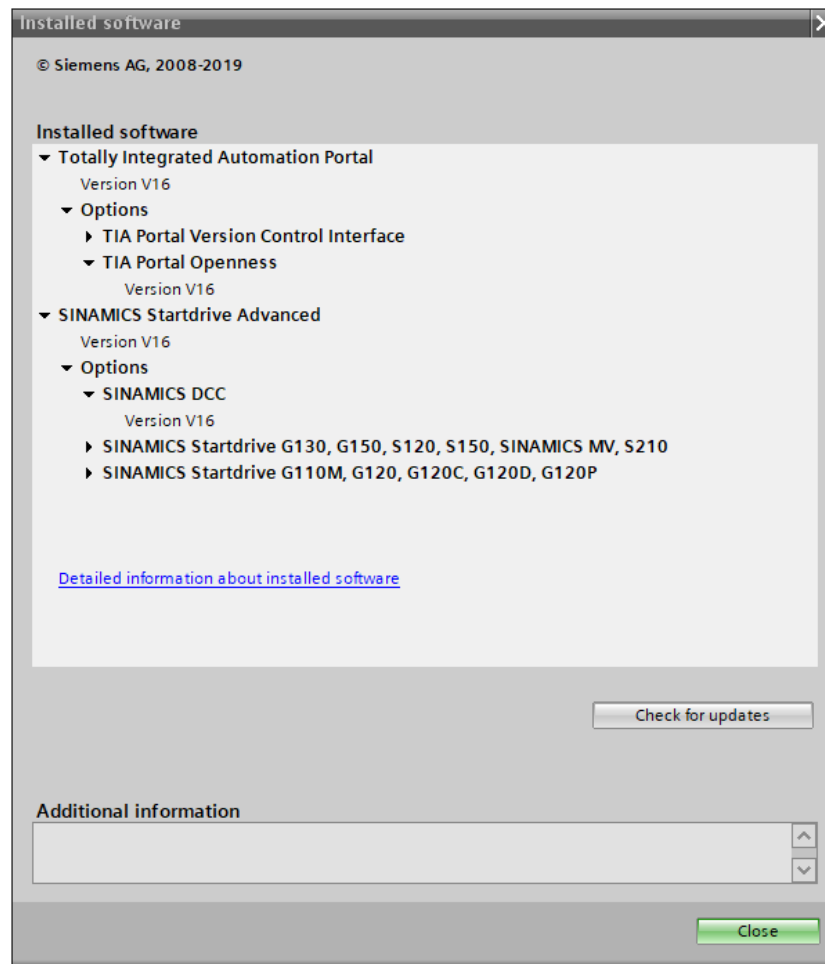 Installed software
© Siemens AG, 2008-2019
Installed software
Totally Integrated Automation Portal
Version V16
Options
TIA Portal Version Control Interface
TIA Portal Openness
Version V16
SINAMICS Startdrive Advanced
Version V16
Options
SINAMICS DCC
Version V16
SINAMICS Startdrive G130, G150, S120, S150, SINAMICS MV, S210
SINAMICS Startdrive G110M, G120, G120C, G120D, G120P
Detailed information about installed software
Check for updates
Additional information
Close